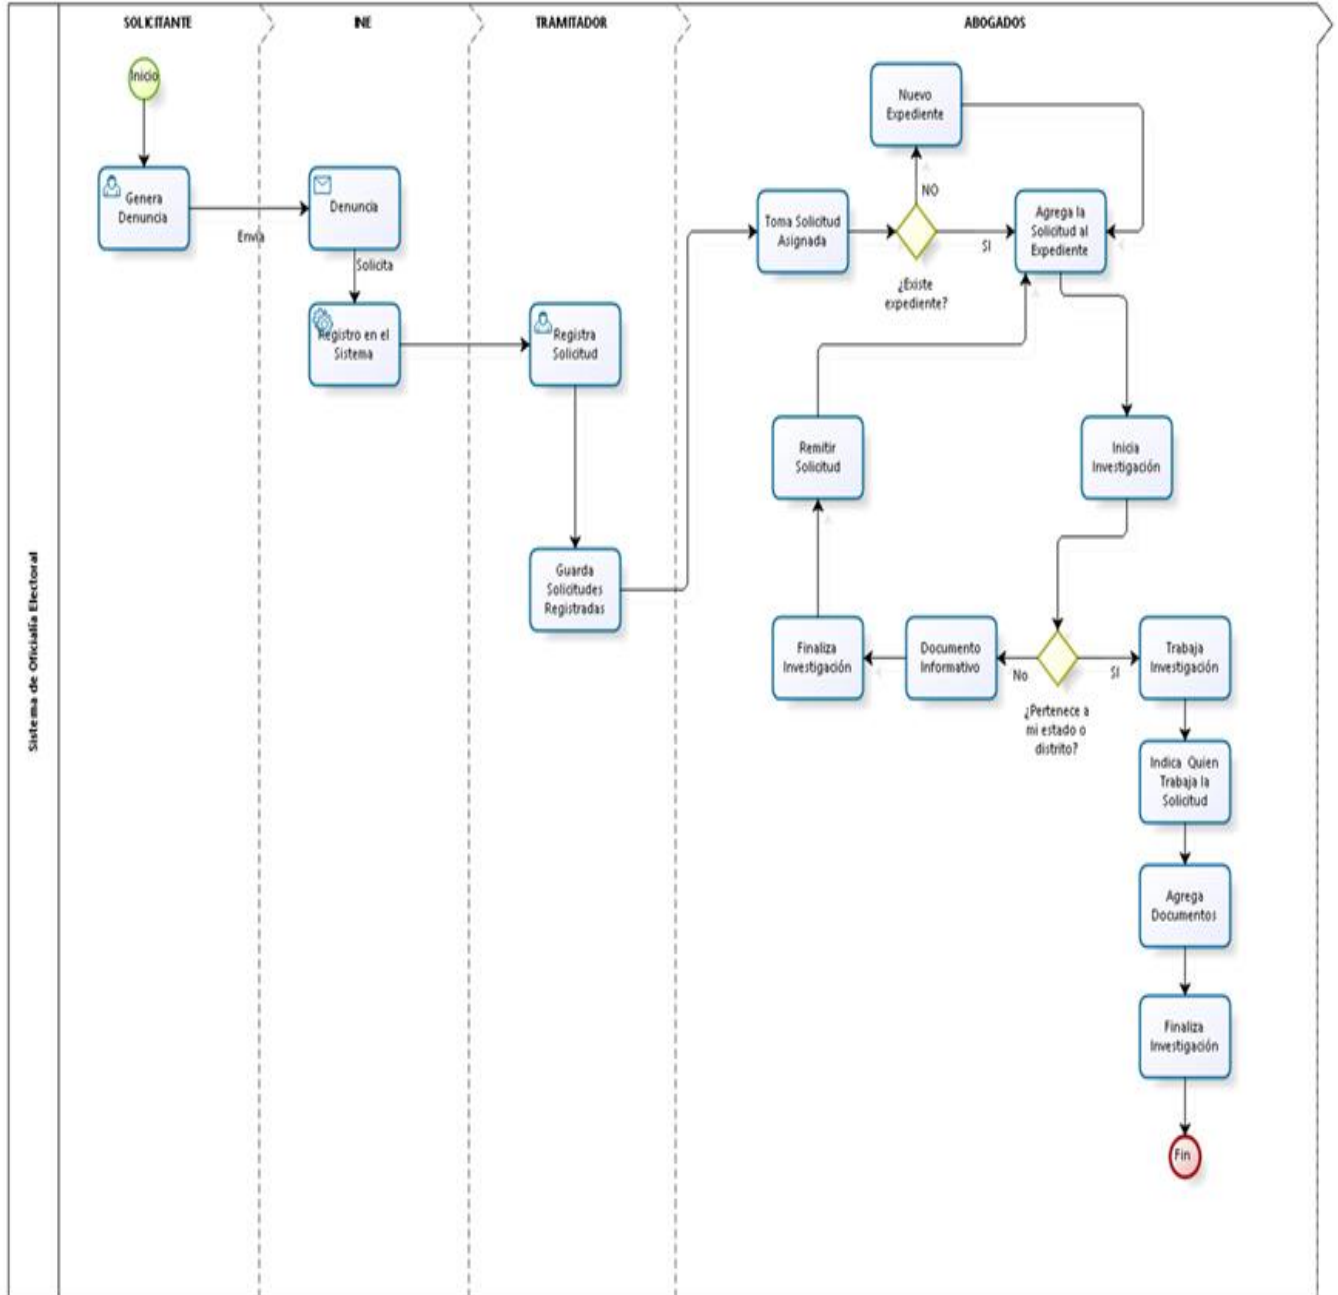 SOLICITANTE
INE
TRAMITADOR
ABOGADOS
Sistema de Oficialía Electoral
Inicio
Genera
Denuncia
Envía
Denuncia
Solicita
Registro en el
Sistema
Registra
Solicitud
Guarda
Solicitudes
Registradas
Toma Solicitud
Asignada
¿Existe
expediente?
NO
SI
Nuevo
Expediente
Agrega la
Solicitud al
Expediente
Inicia
Investigación
¿Pertenece a
mi estado o
distrito?
No
SI
Documento
Informativo
Finaliza
Investigación
Remitir
Solicitud
Trabaja
Investigación
Indica Quien
Trabaja la
Solicitud
Agrega
Documentos
Finaliza
Investigación
Fin